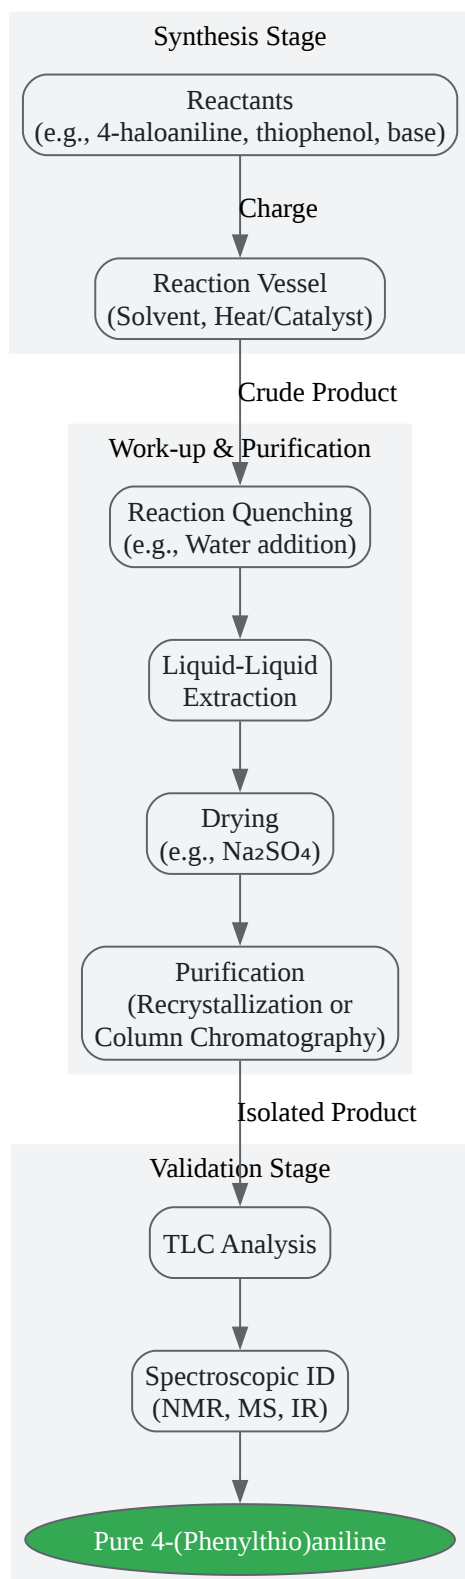 Synthesis Stage
Reactants
(e.g., 4-haloaniline, thiophenol, base)
Charge
Reaction Vessel
(Solvent, Heat/Catalyst)
Crude Product
Work-up & Purification
Reaction Quenching
(e.g., Water addition)
Liquid-Liquid
Extraction
Drying
(e.g., Na₂SO₄)
Purification
(Recrystallization or
Column Chromatography)
Isolated Product
Validation Stage
TLC Analysis
Spectroscopic ID
(NMR, MS, IR)
Pure 4-(Phenylthio)aniline